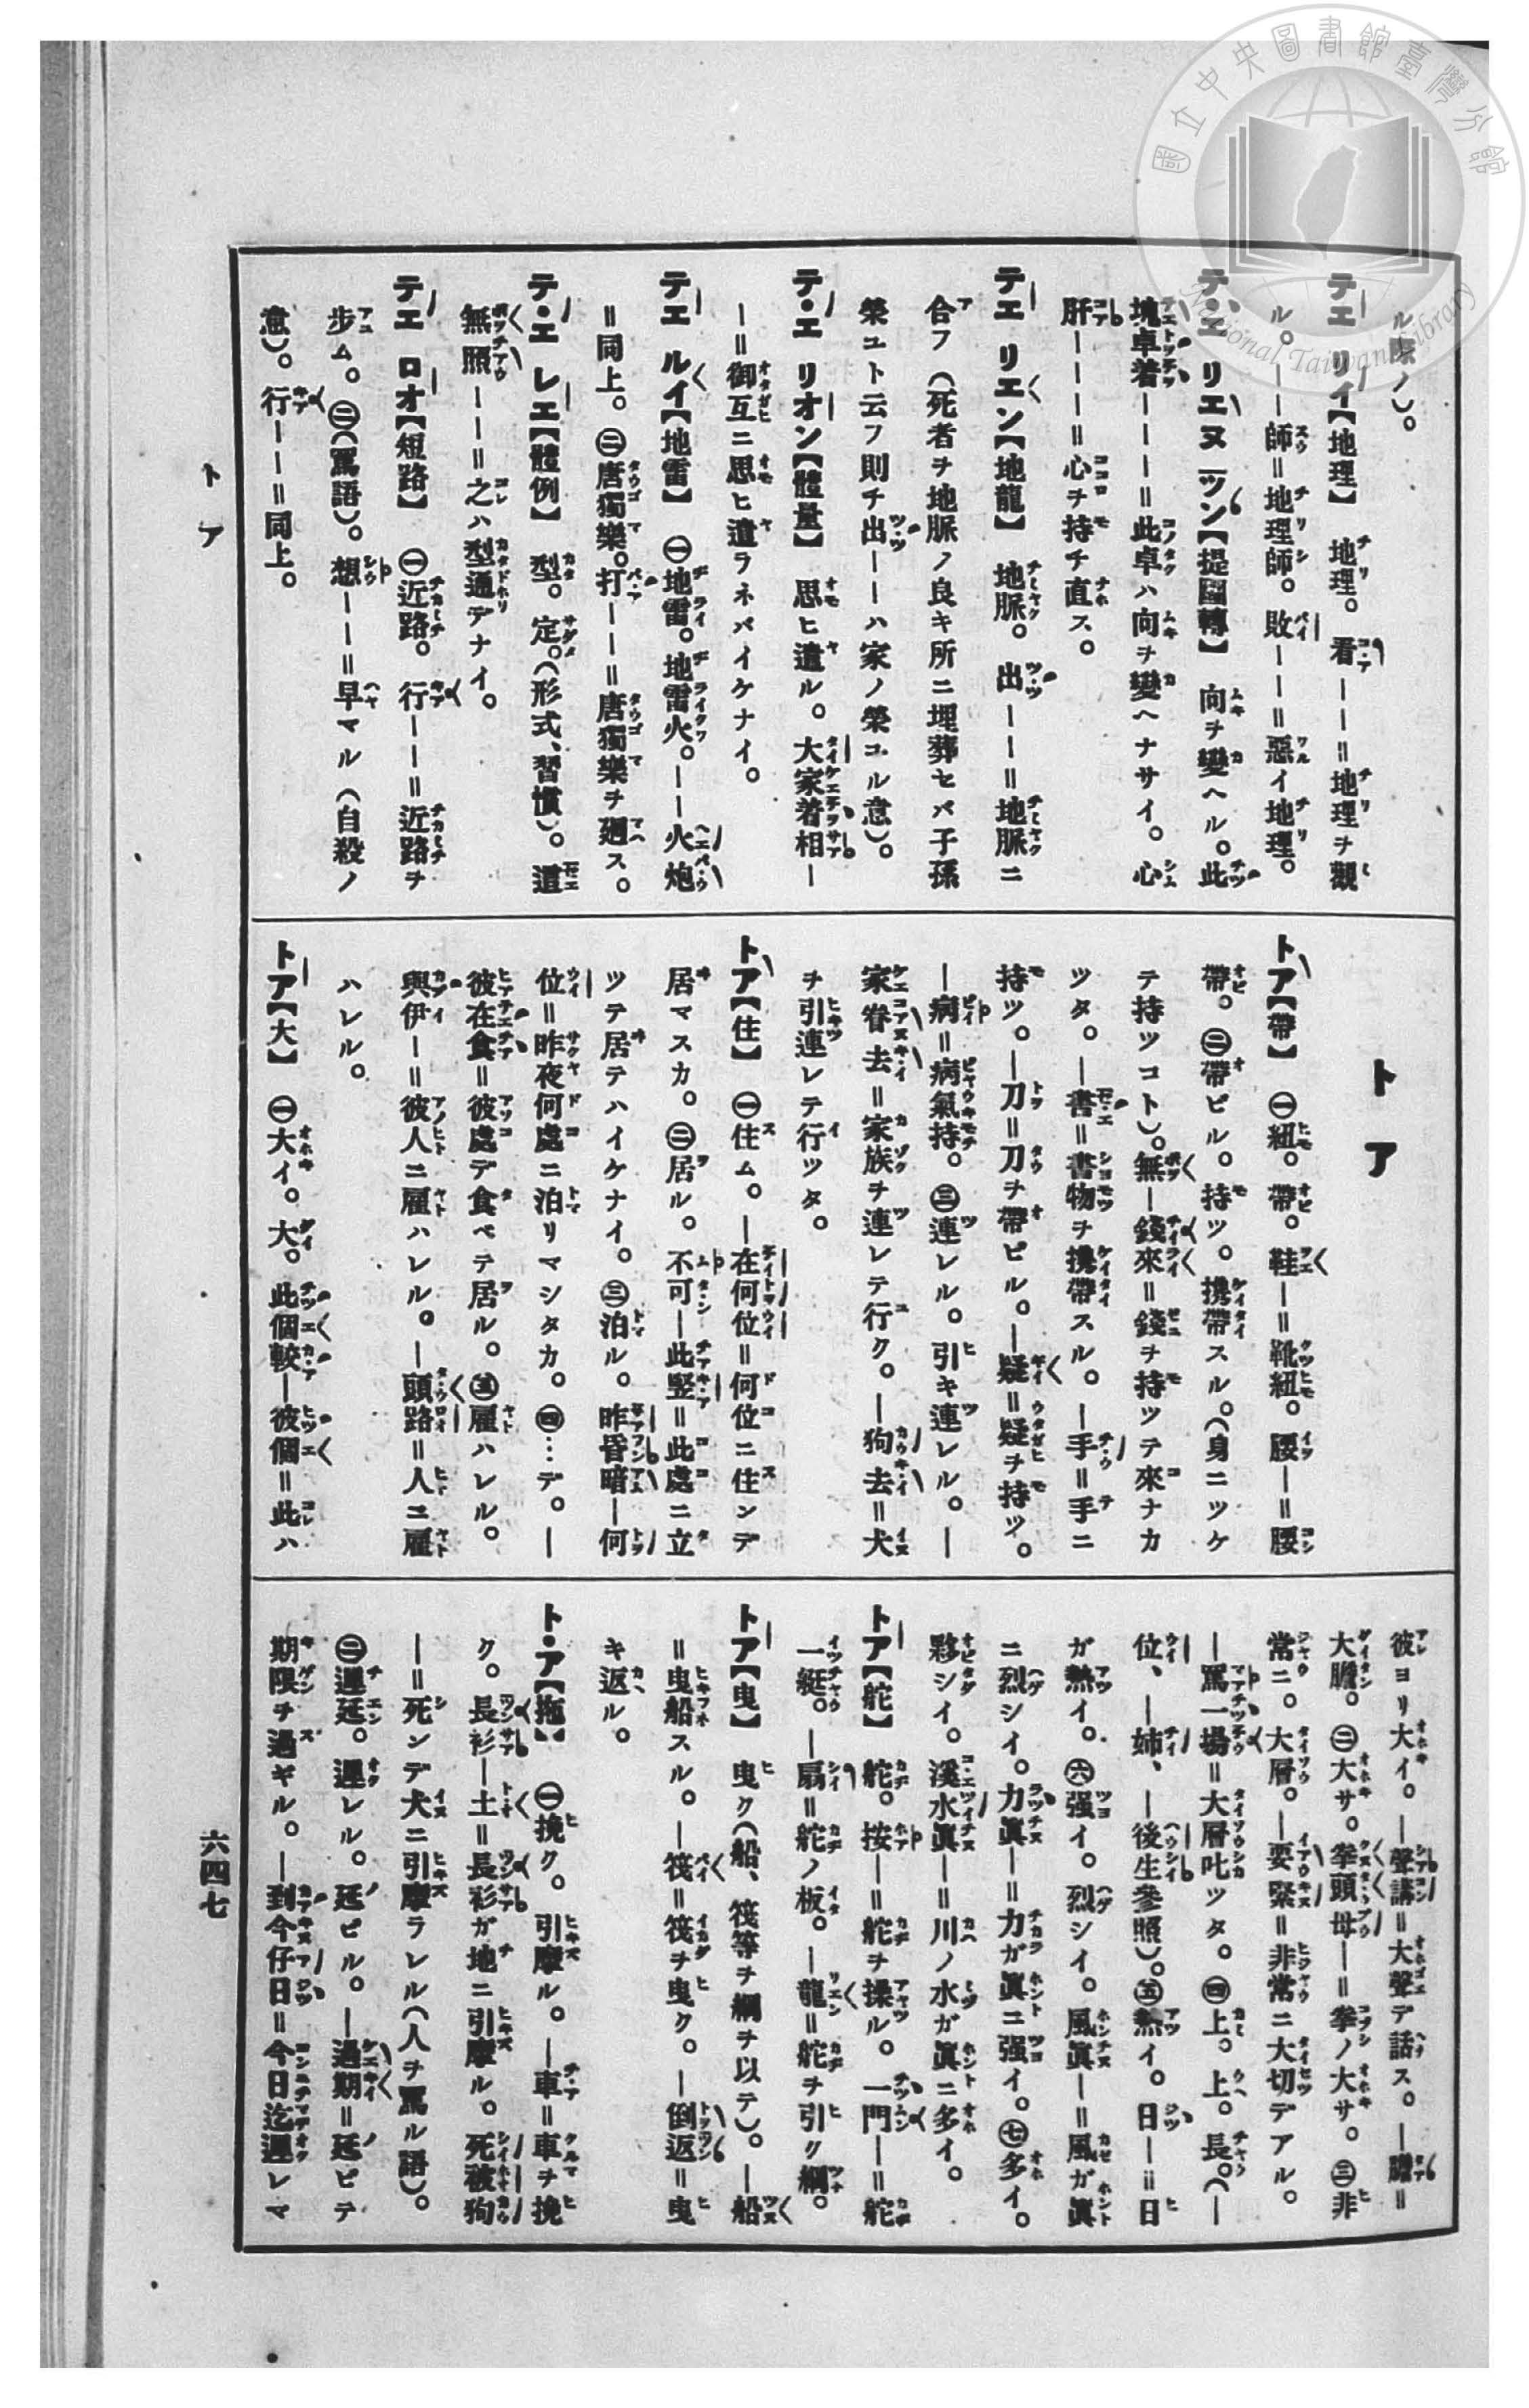 國立中央圖書館臺灣分館
National Taiwan Library
テエ リイ【地理】 地理。看——=地理ヲ觀
ル。——師=地理師。敗——=惡イ地理。
テ・エ リエヌ ツン【提圇轉】 向ヲ變ヘル。此
塊卓着———=此卓ハ向ヲ變ヘナサイ。心
肝———=心ヲ持チ直ス。
テエ リエン【地龍】 地脈。出——=地脈ニ
合フ(死者ヲ地脈ノ良キ所ニ埋葬セバ子孫
榮ユト云フ則チ出——ハ家ノ榮ユル意)。
テ・エ リオン【體量】 思ヒ遣ル。大家着相—
—=御互ニ思ヒ遣ラネバイケナイ。
テエ ルイ【地雷】 ㊀地雷。地雷火。——火炮
=同上。㊁唐獨樂。打——=唐獨樂ヲ廻ス。
テ・エ レエ【體例】 型。定。(形式、習慣)。這
無照——=之ハ型通デナイ。
テエ ロオ【短路】 ㊀近路。行——=近路ヲ
步ム。㊁(罵語)。想——=早マル(自殺ノ
意)。行——=同上。
トア
トア【帶】 ㊀紐。帶。鞋—=靴紐。腰—=腰
帶。㊁帶ビル。持ツ。携帶スル。(身ニツケ
テ持ツコト)。無—錢來=錢ヲ持ツテ來ナカ
ツタ。—書=書物ヲ携帶スル。—手=手ニ
持ツ。—刀=刀ヲ帶ビル。—疑=疑ヲ持ツ。
—病=病氣持。㊂連レル。引キ連レル。—
家眷去=家族ヲ連レテ行ク。—狗去=犬
ヲ引連レテ行ツタ。
トア【住】 ㊀住ム。—在何位=何位ニ住ンデ
居マスカ。㊁居ル。不可—此竪=此處ニ立
ツテ居テハイケナイ。㊂泊ル。昨昏暗—何
位=昨夜何處ニ泊リマシタカ。㊃…デ。—
彼在食=彼處デ食ベテ居ル。㊄雇ハレル。
興伊—=彼人ニ雇ハレル。—頭路=人ニ雇
ハレル。
トア【大】 ㊀大イ。大。此個較—彼個=此ハ
彼ヨリ大イ。—聲講=大聲デ話ス。—膽=
大膽。㊁大サ。拳頭母—=拳ノ大サ。㊂非
常ニ。大層。—要緊=非常ニ大切デアル。
—罵一場=大層叱ツタ。㊃上。上。長。(—
位、—姉、—後生參照)。㊄熱イ。日—=日
ガ熱イ。㊅强イ。烈シイ。風眞—=風ガ眞
ニ烈シイ。力眞—=力ガ眞ニ强イ。㊆多イ。
夥シイ。溪水眞—=川ノ水ガ眞ニ多イ。
トア【舵】 舵。按—=舵ヲ操ル。一門—=舵
一艇。—扇=舵ノ板。—龍=舵ヲ引ク綱。
トア【曳】 曳ク(船、筏等ヲ綱ヲ以テ)。—船
=曳船スル。—筏=筏ヲ曳ク。—倒返=曳
キ返ル。
ト・ア【拖】 ㊀挽ク。引摩ル。—車=車ヲ挽
ク。長衫—土=長衫ガ地ニ引摩ル。死被狗
—=死ンデ犬ニ引摩ラレル(人ヲ罵ル語)。
㊁遲延。遲レル。延ビル。—過期=延ビテ
期限ヲ過ギル。—到今仔日=今日迄遲レマ
トア
六四七